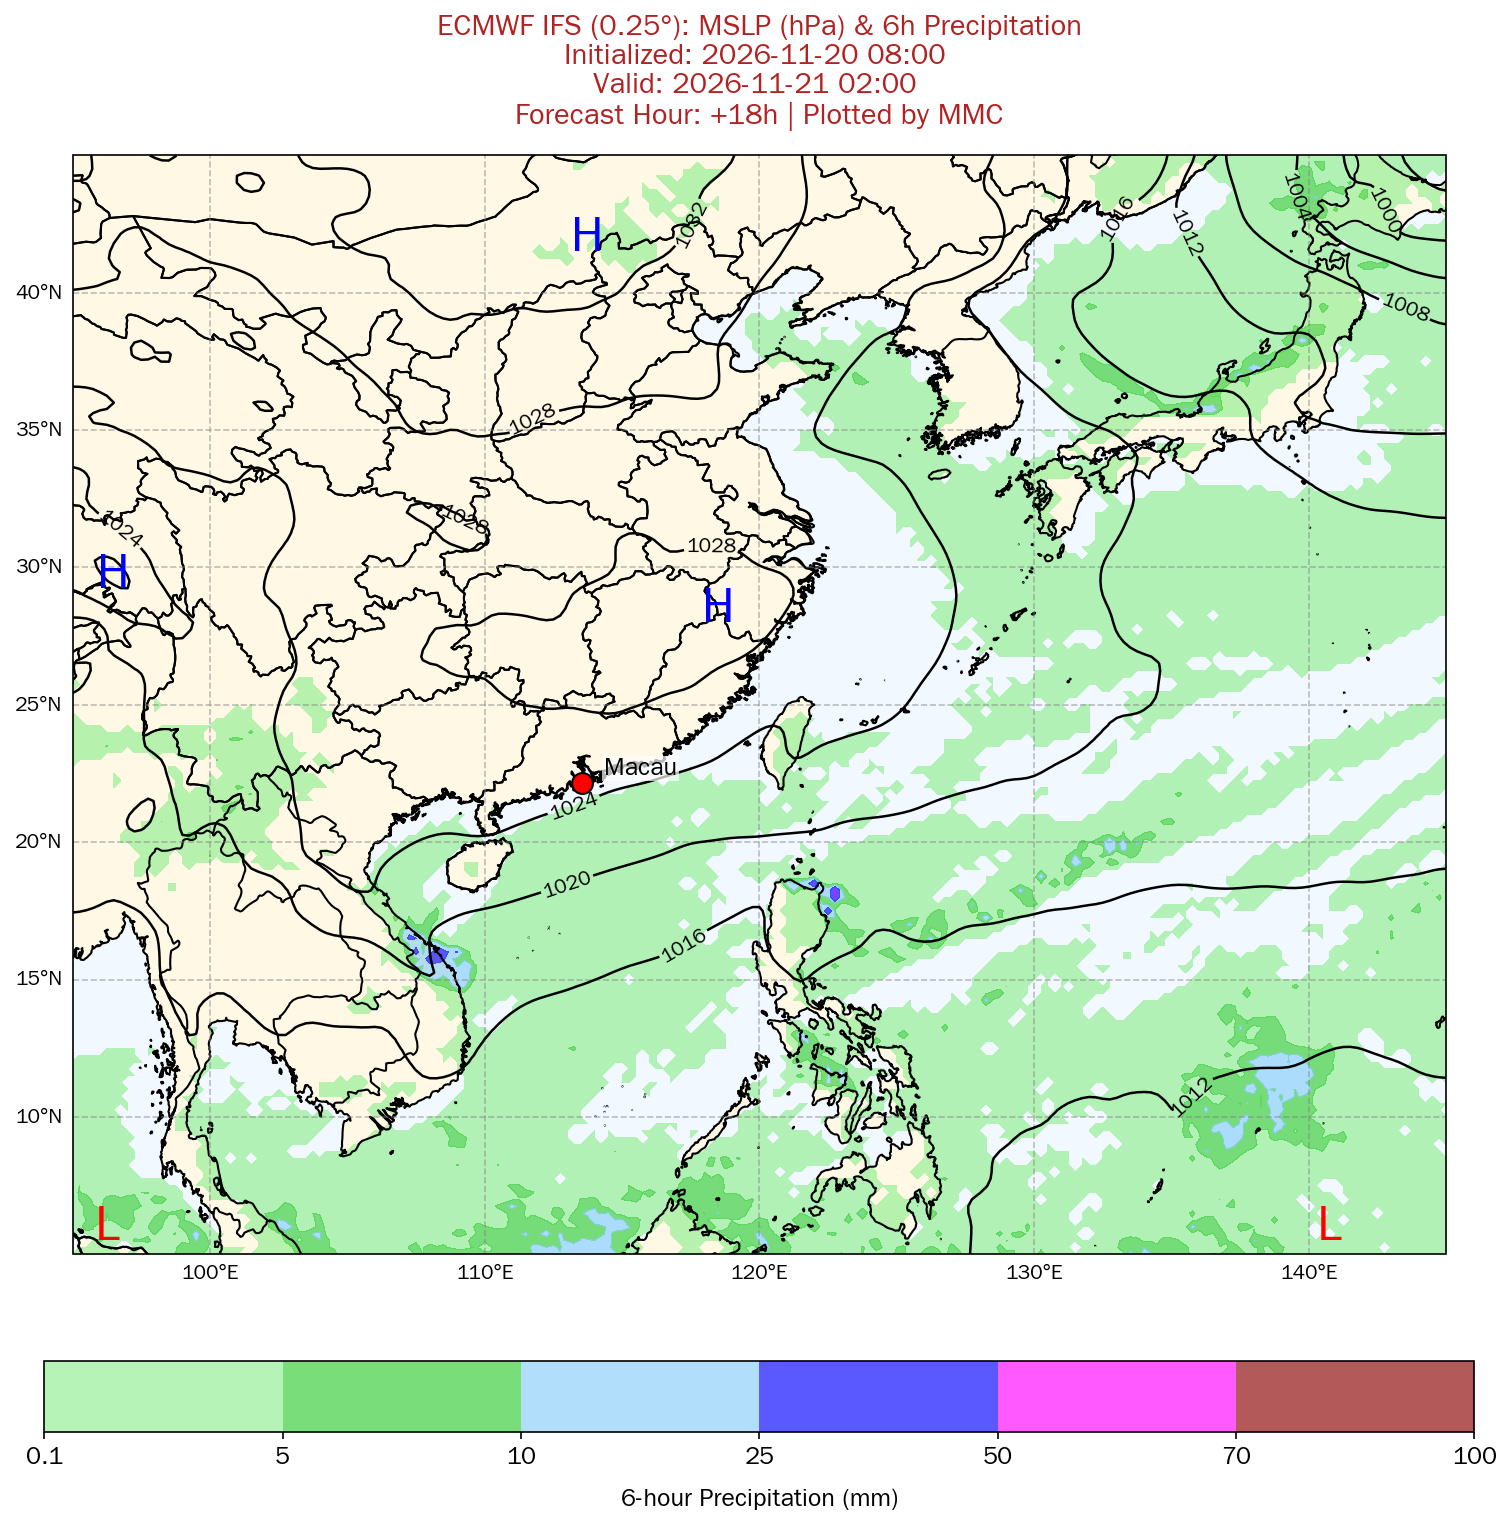 ECMWF IFS (0.25°): MSLP (hPa) & 6h Precipitation
Initialized: 2026-11-20 08:00
Valid: 2026-11-21 02:00
Forecast Hour: +18h | Plotted by MMC
1016
1004
1000
1032
H
1012
40°N
1008
1028
35°N
1024
1028
1028
30°N
H
H
25°N
Macau
1024
20°N
1020
1016
15°N
1012
10°N
L
L
100°E 110°E 120°E 130°E 140°E
0.1 5 10 25 50 70 100
6-hour Precipitation (mm)